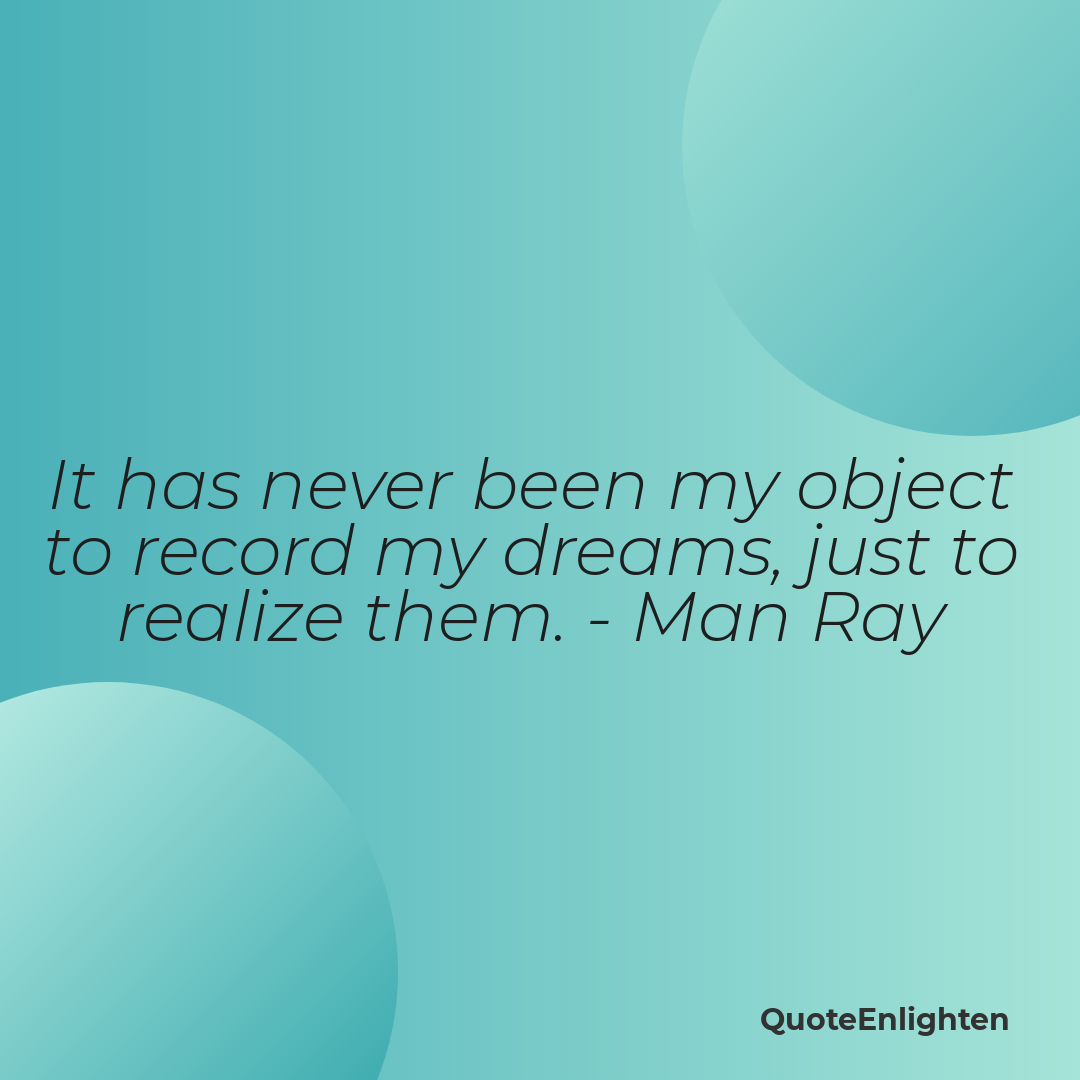 It has never been my object
to record my dreams, just to
realize them. - Man Ray
QuoteEnlighten